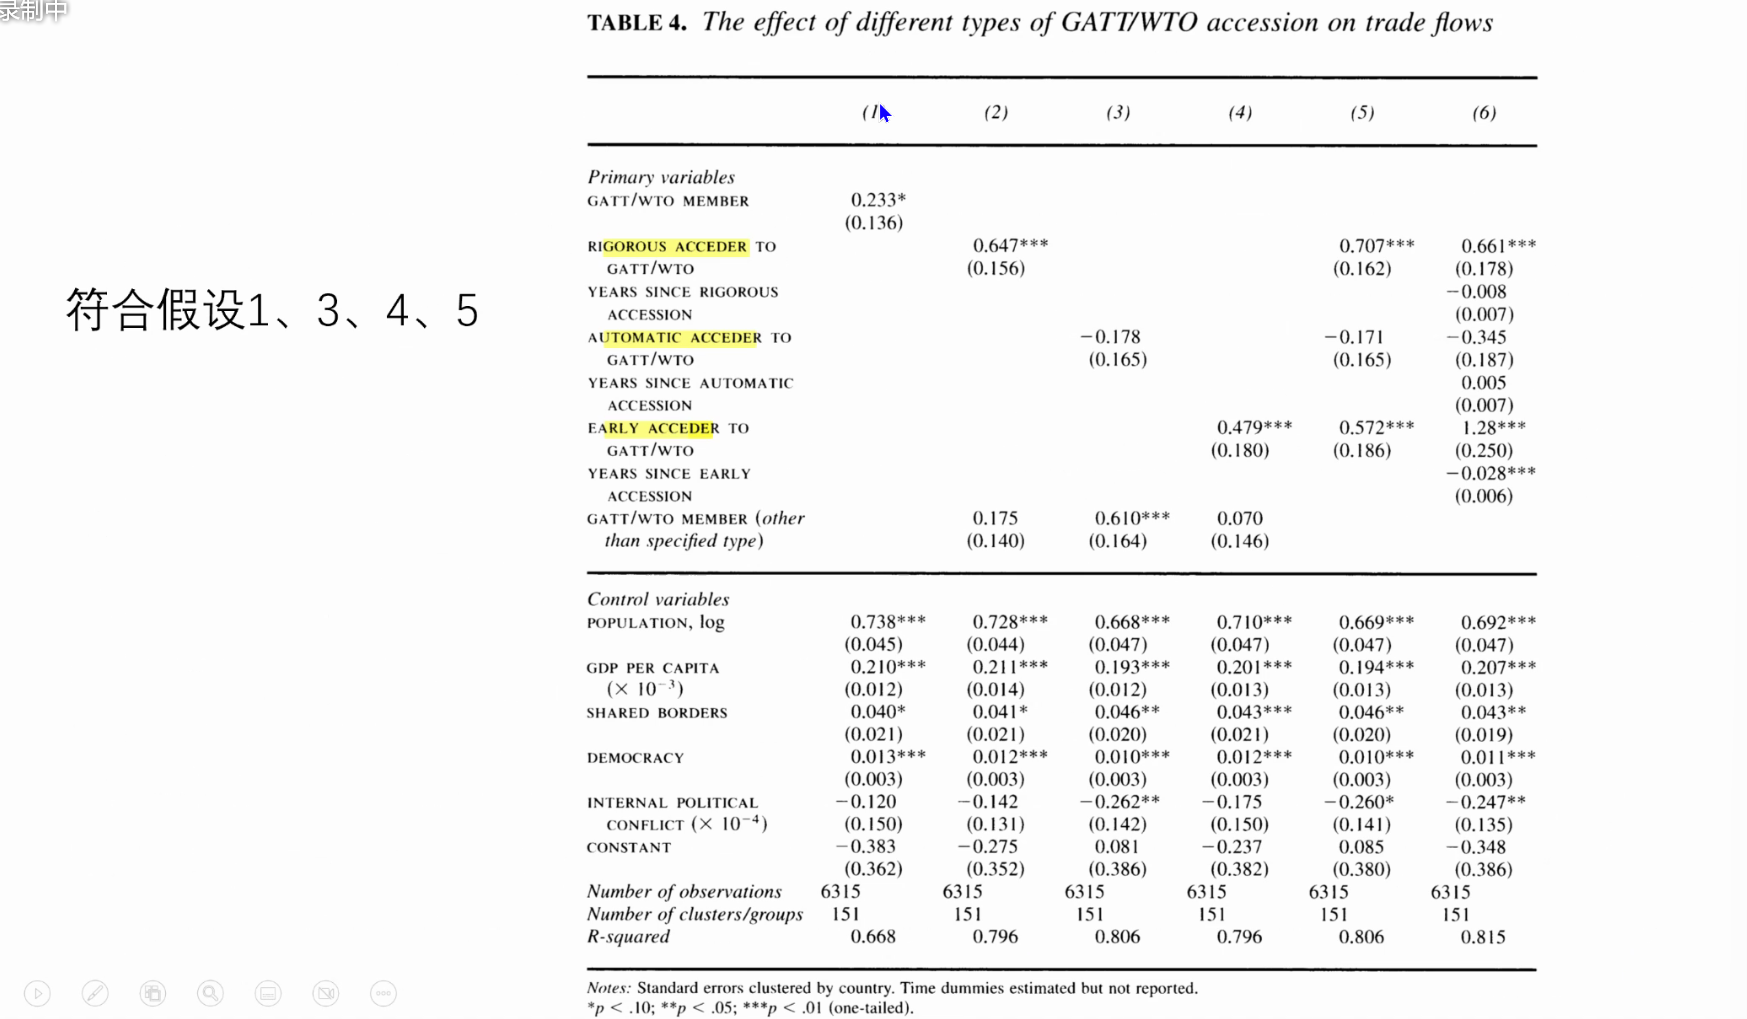 录制中
TABLE 4. The effect of different types of GATT/WTO accession on trade flows
(1 (2) (3) (4) (5) (6)
Primary variables
GATT/WTO MEMBER 0.233*
(0.136)
RIGOROUS ACCEDER TO 0.647*** 0.707*** 0.661***
GATT/WTO (0.156) (0.162) (0.178)
YEARS SINCE RIGOROUS −0.008
ACCESSION (0.007)
AUTOMATIC ACCEDER TO −0.178 −0.171 −0.345
GATT/WTO (0.165) (0.165) (0.187)
YEARS SINCE AUTOMATIC 0.005
ACCESSION (0.007)
EARLY ACCEDER TO 0.479*** 0.572*** 1.28***
GATT/WTO (0.180) (0.186) (0.250)
YEARS SINCE EARLY −0.028***
ACCESSION (0.006)
GATT/WTO MEMBER (other 0.175 0.610*** 0.070
than specified type) (0.140) (0.164) (0.146)
Control variables
POPULATION, log 0.738*** 0.728*** 0.668*** 0.710*** 0.669*** 0.692***
(0.045) (0.044) (0.047) (0.047) (0.047) (0.047)
GDP PER CAPITA 0.210*** 0.211*** 0.193*** 0.201*** 0.194*** 0.207***
(× 10⁻³) (0.012) (0.014) (0.012) (0.013) (0.013) (0.013)
SHARED BORDERS 0.040* 0.041* 0.046** 0.043*** 0.046** 0.043**
(0.021) (0.021) (0.020) (0.021) (0.020) (0.019)
DEMOCRACY 0.013*** 0.012*** 0.010*** 0.012*** 0.010*** 0.011***
(0.003) (0.003) (0.003) (0.003) (0.003) (0.003)
INTERNAL POLITICAL −0.120 −0.142 −0.262** −0.175 −0.260* −0.247**
CONFLICT (× 10⁻⁴) (0.150) (0.131) (0.142) (0.150) (0.141) (0.135)
CONSTANT −0.383 −0.275 0.081 −0.237 0.085 −0.348
(0.362) (0.352) (0.386) (0.382) (0.380) (0.386)
Number of observations 6315 6315 6315 6315 6315 6315
Number of clusters/groups 151 151 151 151 151 151
R-squared 0.668 0.796 0.806 0.796 0.806 0.815
Notes: Standard errors clustered by country. Time dummies estimated but not reported.
*p < .10; **p < .05; ***p < .01 (one-tailed).
符合假设1、3、4、5